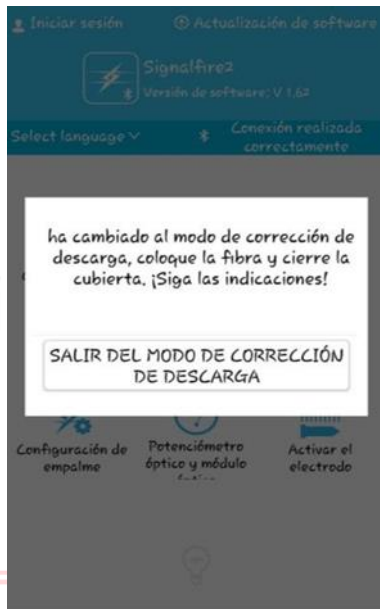 Iniciar sesión
Actualización de software
Signalfire2
Versión de software: V 1.62
Select language
Conexión realizada
correctamente
ha cambiado al modo de corrección de
descarga, coloque la fibra y cierre la
cubierta. ¡Siga las indicaciones!
SALIR DEL MODO DE CORRECCIÓN
DE DESCARGA
Configuración de
empalme
Potenciómetro
óptico y módulo
Activar el
electrodo